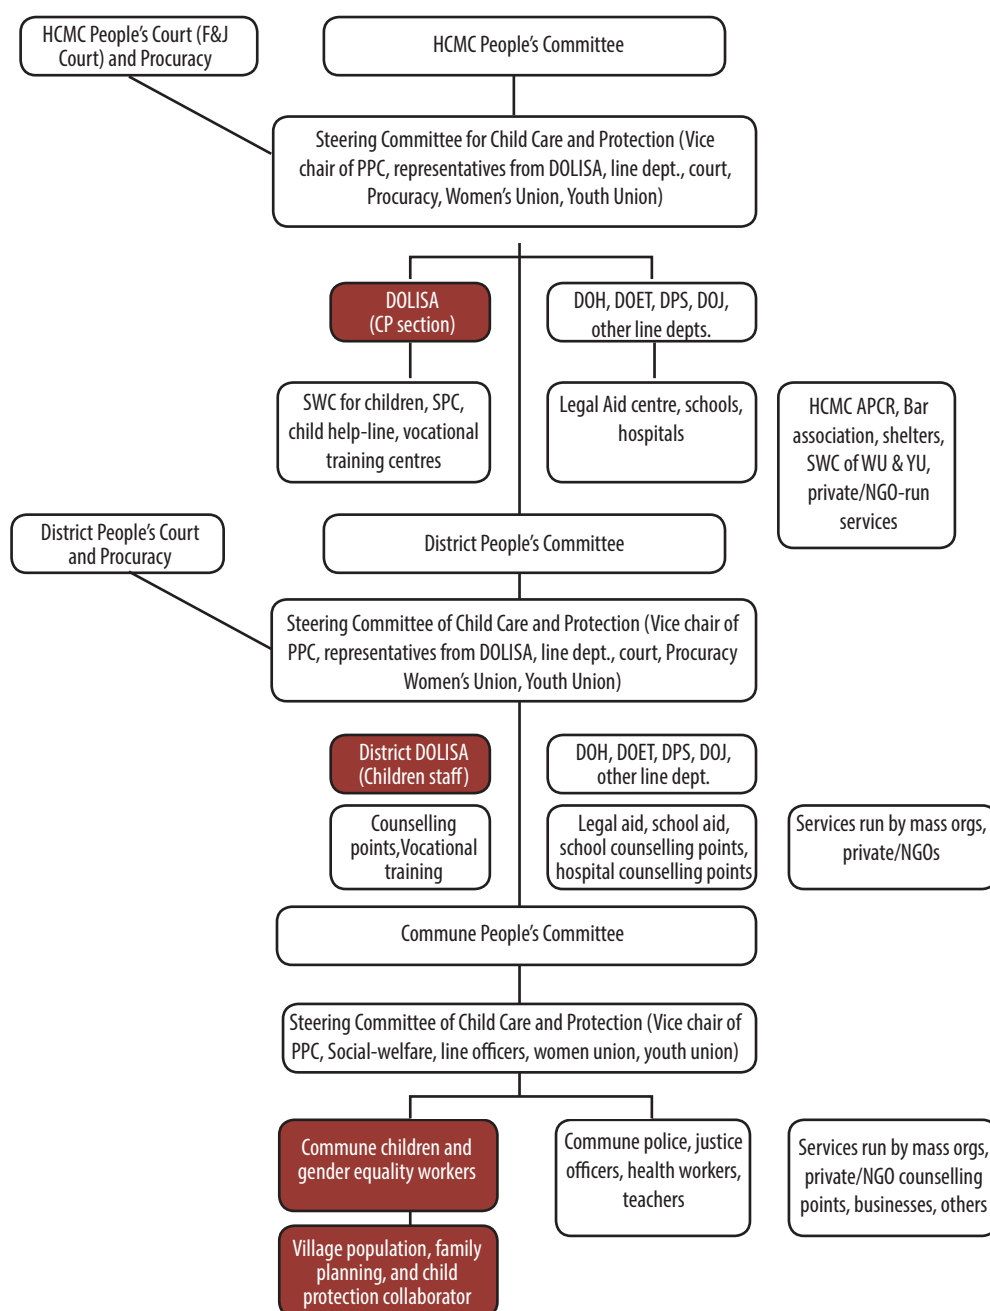 HCMC People's Court (F&J
Court) and Procuracy
HCMC People's Committee
Steering Committee for Child Care and Protection (Vice
chair of PPC, representatives from DOLISA, line dept., court,
Procuracy, Women's Union, Youth Union)
DOLISA
(CP section)
DOH, DOET, DPS, DOJ,
other line depts.
SWC for children, SPC,
child help-line, vocational
training centres
Legal Aid centre, schools,
hospitals
HCMC APCR, Bar
association, shelters,
SWC of WU & YU,
private/NGO-run
services
District People's Court
and Procuracy
District People's Committee
Steering Committee of Child Care and Protection (Vice chair of
PPC, representatives from DOLISA, line dept., court, Procuracy
Women's Union, Youth Union)
District DOLISA
(Children staff)
DOH, DOET, DPS, DOJ,
other line dept.
Counselling
points,Vocational
training
Legal aid, school aid,
school counselling points,
hospital counselling points
Services run by mass orgs,
private/NGOs
Commune People's Committee
Steering Committee of Child Care and Protection (Vice chair of
PPC, Social-welfare, line officers, women union, youth union)
Commune children and
gender equality workers
Commune police, justice
officers, health workers,
teachers
Services run by mass orgs,
private/NGO counselling
points, businesses, others
Village population, family
planning, and child
protection collaborator